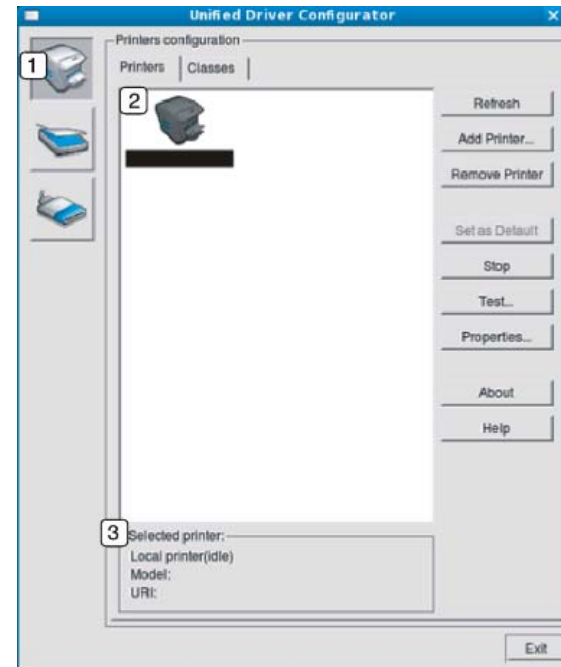 Unified Driver Configurator
Printers configuration
1
Printers
Classes
2
Refresh
Add Printer...
Remove Printer
Set as Default
Stop
Test...
Properties...
About
Help
3
Selected printer:
Local printer(idle)
Model:
URI:
Exit